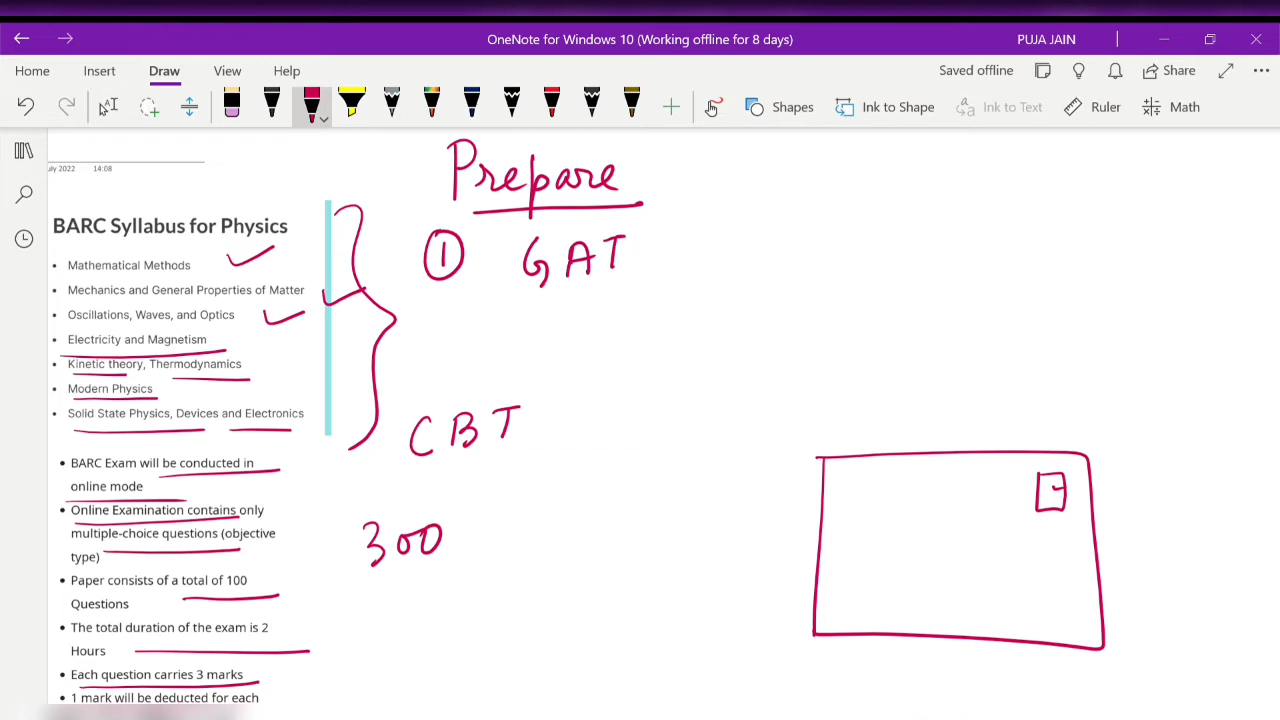 OneNote for Windows 10 (Working offline for 8 days)
PUJA JAIN
Home Insert Draw View Help
Saved offline
Share
Shapes
Ink to Shape
Ink to Text
Ruler
Math
uly 2022 14:08
Prepare
BARC Syllabus for Physics
① GAT
• Mathematical Methods
• Mechanics and General Properties of Matter
• Oscillations, Waves, and Optics
• Electricity and Magnetism
• Kinetic theory, Thermodynamics
• Modern Physics
• Solid State Physics, Devices and Electronics
CBT
• BARC Exam will be conducted in
online mode
• Online Examination contains only
multiple-choice questions (objective
type)
300
• Paper consists of a total of 100
Questions
• The total duration of the exam is 2
Hours
• Each question carries 3 marks
• 1 mark will be deducted for each